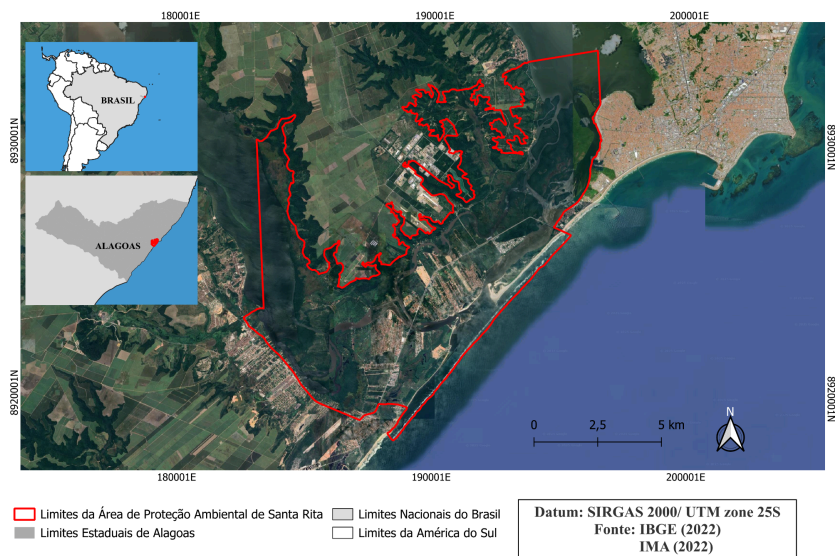 180001E 190001E 200001E
BRASIL
ALAGOAS
8930001N 8930001N
8920001N 8920001N
N
0 2,5 5 km
180001E 190001E 200001E
Limites da Área de Proteção Ambiental de Santa Rita
Limites Nacionais do Brasil
Limites Estaduais de Alagoas
Limites da América do Sul
Datum: SIRGAS 2000/ UTM zone 25S
Fonte: IBGE (2022)
IMA (2022)